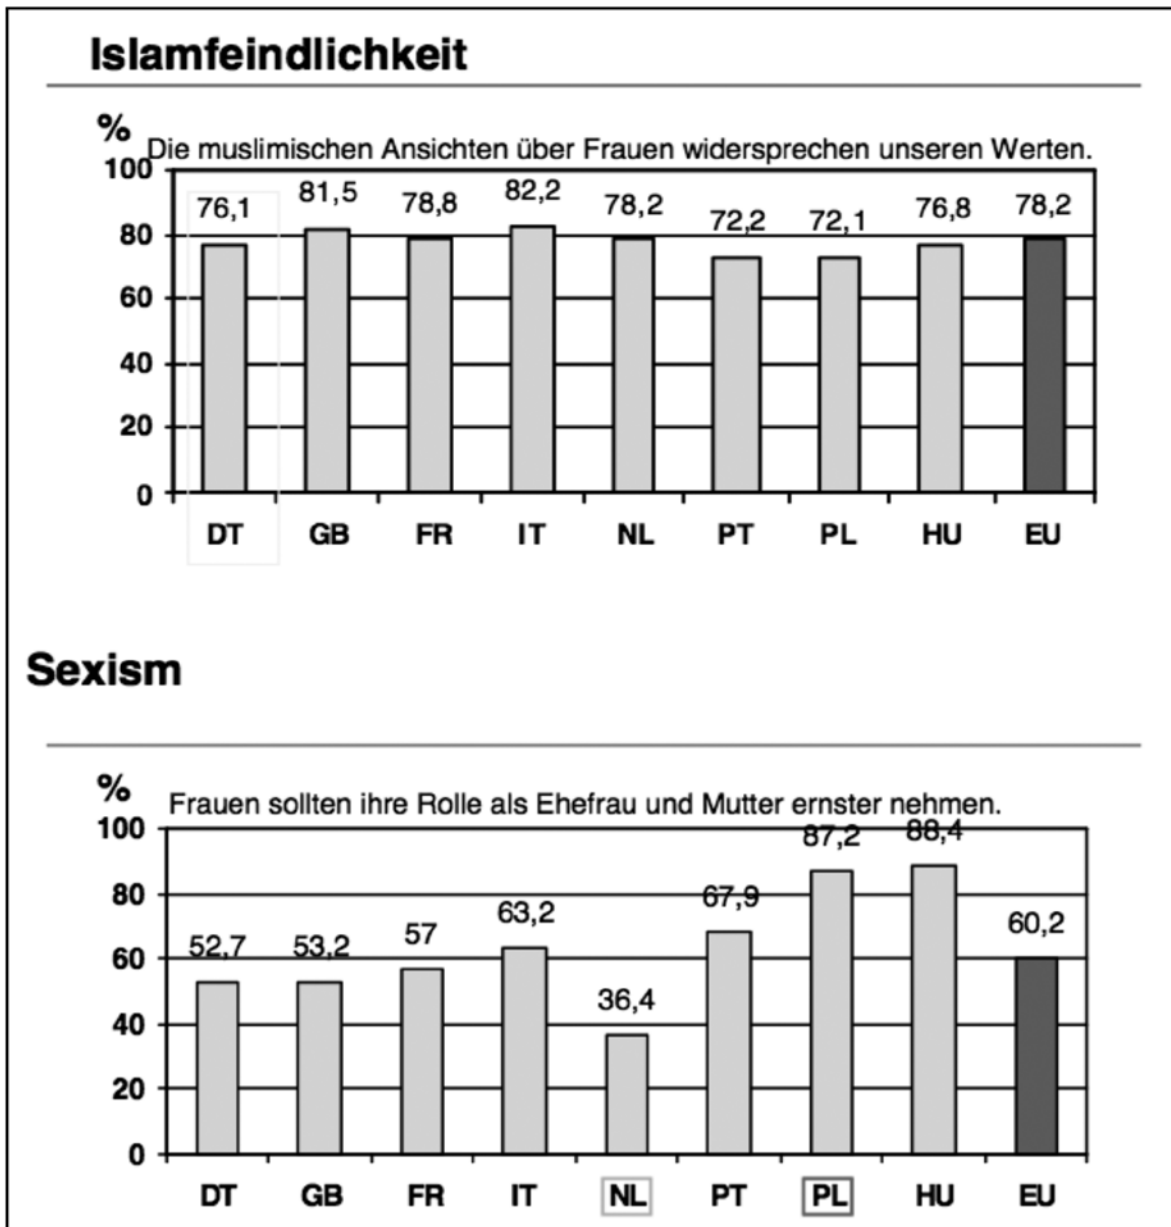 Islamfeindlichkeit
%
Die muslimischen Ansichten über Frauen widersprechen unseren Werten.
100
76,1 81,5 78,8 82,2 78,2 72,2 72,1 76,8 78,2
80
60
40
20
0
DT GB FR IT NL PT PL HU EU
Sexism
%
Frauen sollten ihre Rolle als Ehefrau und Mutter ernster nehmen.
100
52,7 53,2 57 63,2 36,4 67,9 87,2 88,4 60,2
80
60
40
20
0
DT GB FR IT NL PT PL HU EU